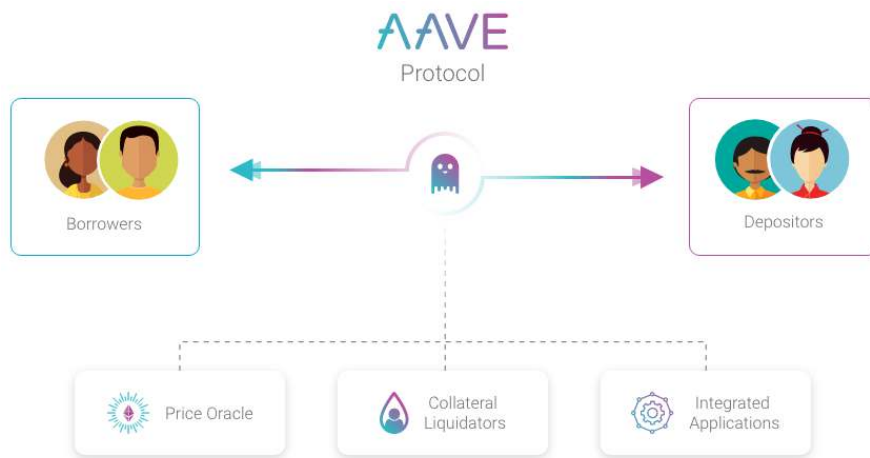 AAVE
Protocol
Borrowers
Depositors
Price Oracle
Collateral
Liquidators
Integrated
Applications